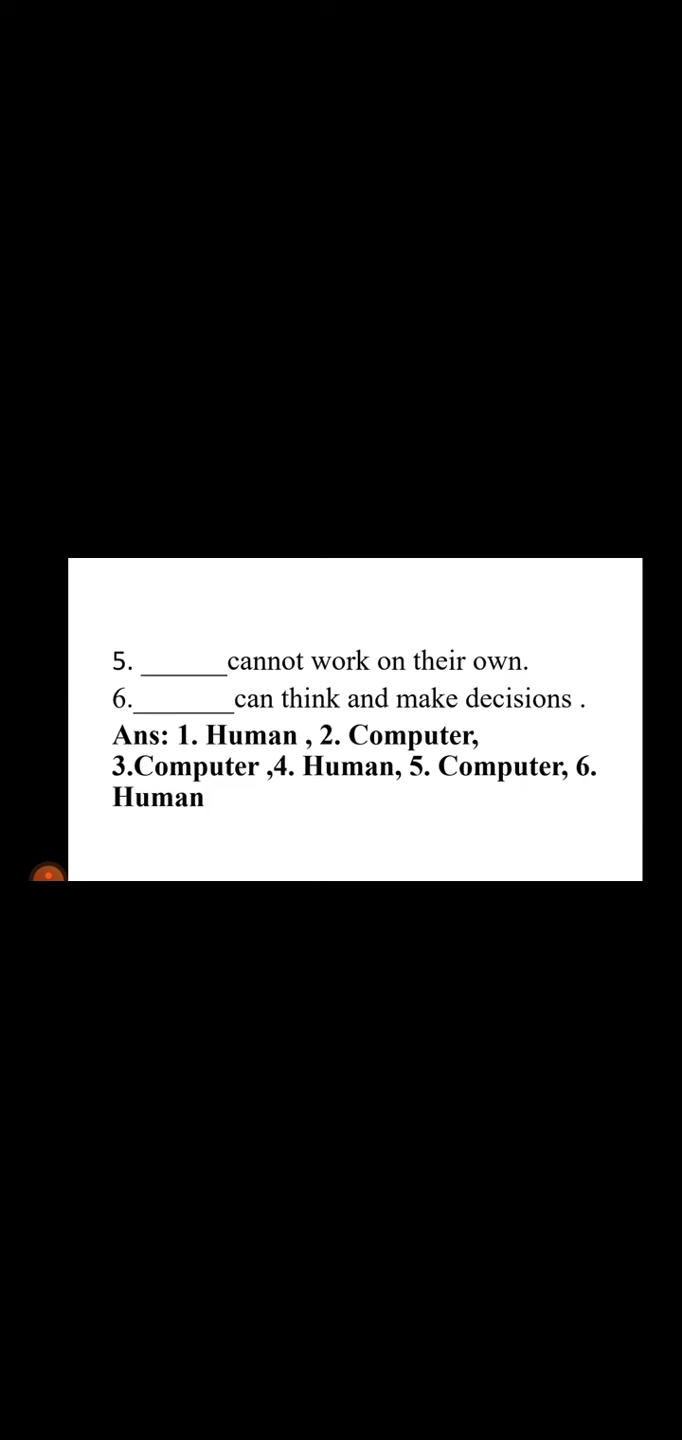 5. ______cannot work on their own.
6._______can think and make decisions .
Ans: 1. Human , 2. Computer,
3.Computer ,4. Human, 5. Computer, 6.
Human